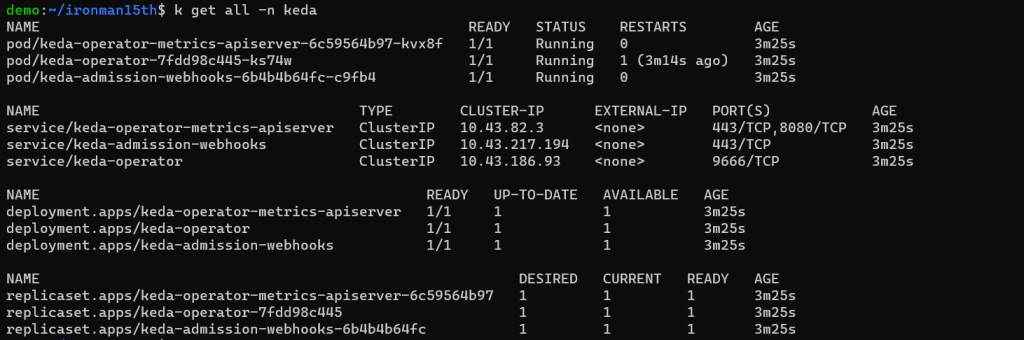 demo:~/ironman15th$ k get all -n keda
NAME READY STATUS RESTARTS AGE
pod/keda-operator-metrics-apiserver-6c59564b97-kvx8f 1/1 Running 0 3m25s
pod/keda-operator-7fdd98c445-ks74w 1/1 Running 1 (3m14s ago) 3m25s
pod/keda-admission-webhooks-6b4b4b64fc-c9fb4 1/1 Running 0 3m25s
NAME TYPE CLUSTER-IP EXTERNAL-IP PORT(S) AGE
service/keda-operator-metrics-apiserver ClusterIP 10.43.82.3 <none> 443/TCP,8080/TCP 3m25s
service/keda-admission-webhooks ClusterIP 10.43.217.194 <none> 443/TCP 3m25s
service/keda-operator ClusterIP 10.43.186.93 <none> 9666/TCP 3m25s
NAME READY UP-TO-DATE AVAILABLE AGE
deployment.apps/keda-operator-metrics-apiserver 1/1 1 1 3m25s
deployment.apps/keda-operator 1/1 1 1 3m25s
deployment.apps/keda-admission-webhooks 1/1 1 1 3m25s
NAME DESIRED CURRENT READY AGE
replicaset.apps/keda-operator-metrics-apiserver-6c59564b97 1 1 1 3m25s
replicaset.apps/keda-operator-7fdd98c445 1 1 1 3m25s
replicaset.apps/keda-admission-webhooks-6b4b4b64fc 1 1 1 3m25s